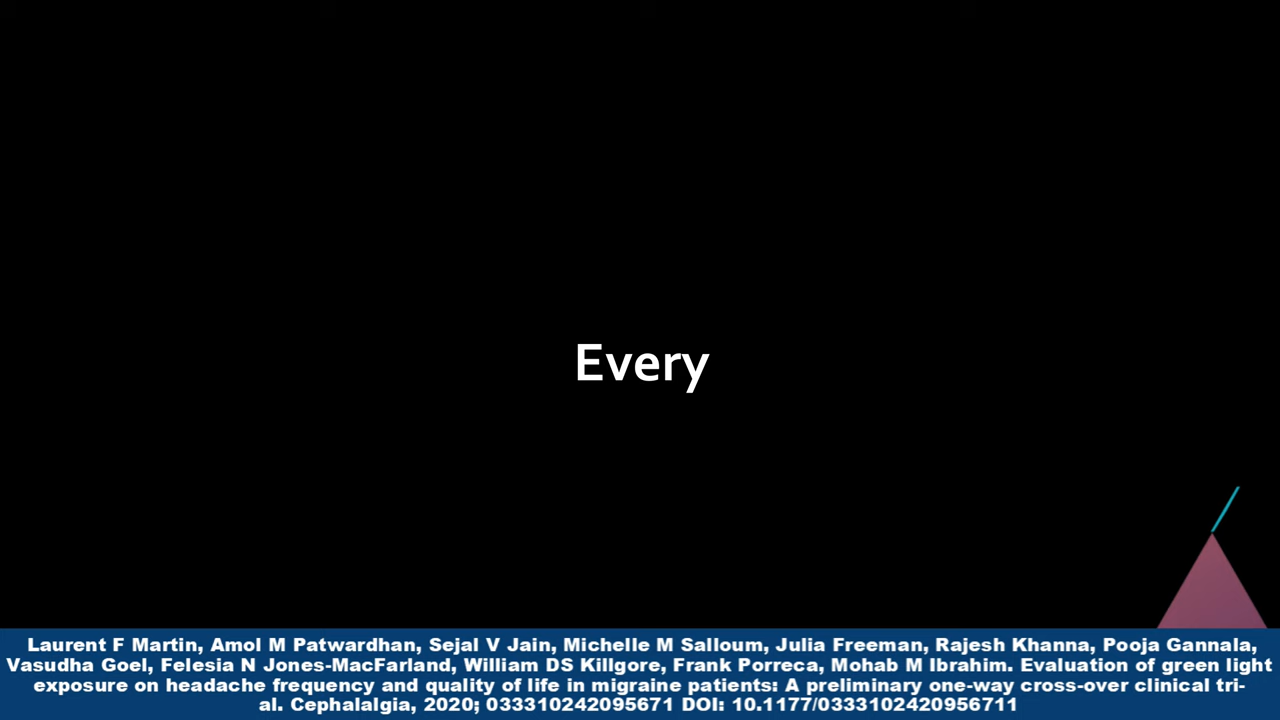 Every
Laurent F Martin, Amol M Patwardhan, Sejal V Jain, Michelle M Salloum, Julia Freeman, Rajesh Khanna, Pooja Gannala,
Vasudha Goel, Felesia N Jones-MacFarland, William DS Killgore, Frank Porreca, Mohab M Ibrahim. Evaluation of green light
exposure on headache frequency and quality of life in migraine patients: A preliminary one-way cross-over clinical tri-
al. Cephalalgia, 2020; 033310242095671 DOI: 10.1177/0333102420956711